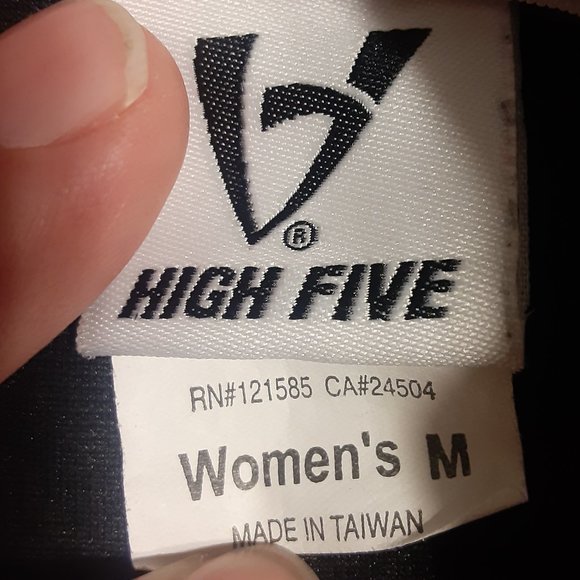 ®
HIGH FIVE
RN#121585 CA#24504
Women's M
MADE IN TAIWAN